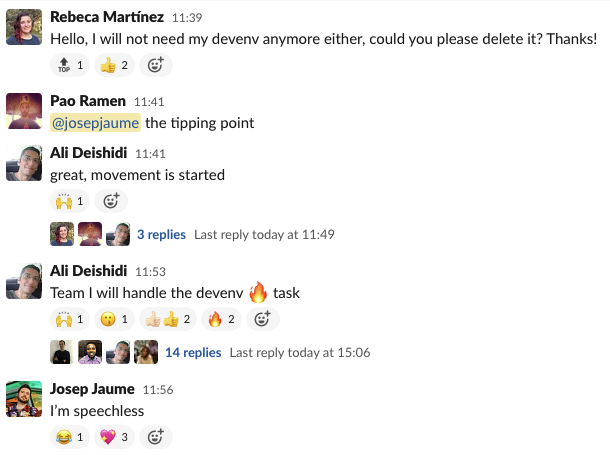 Rebeca Martínez 11:39
Hello, I will not need my devenv anymore either, could you please delete it? Thanks!
TOP 1 2
Pao Ramen 11:41
@josepjaume the tipping point
Ali Deishidi 11:41
great, movement is started
1
3 replies Last reply today at 11:49
Ali Deishidi 11:53
Team I will handle the devenv 🔥 task
1 1 2 2
14 replies Last reply today at 15:06
Josep Jaume 11:56
I'm speechless
1 3